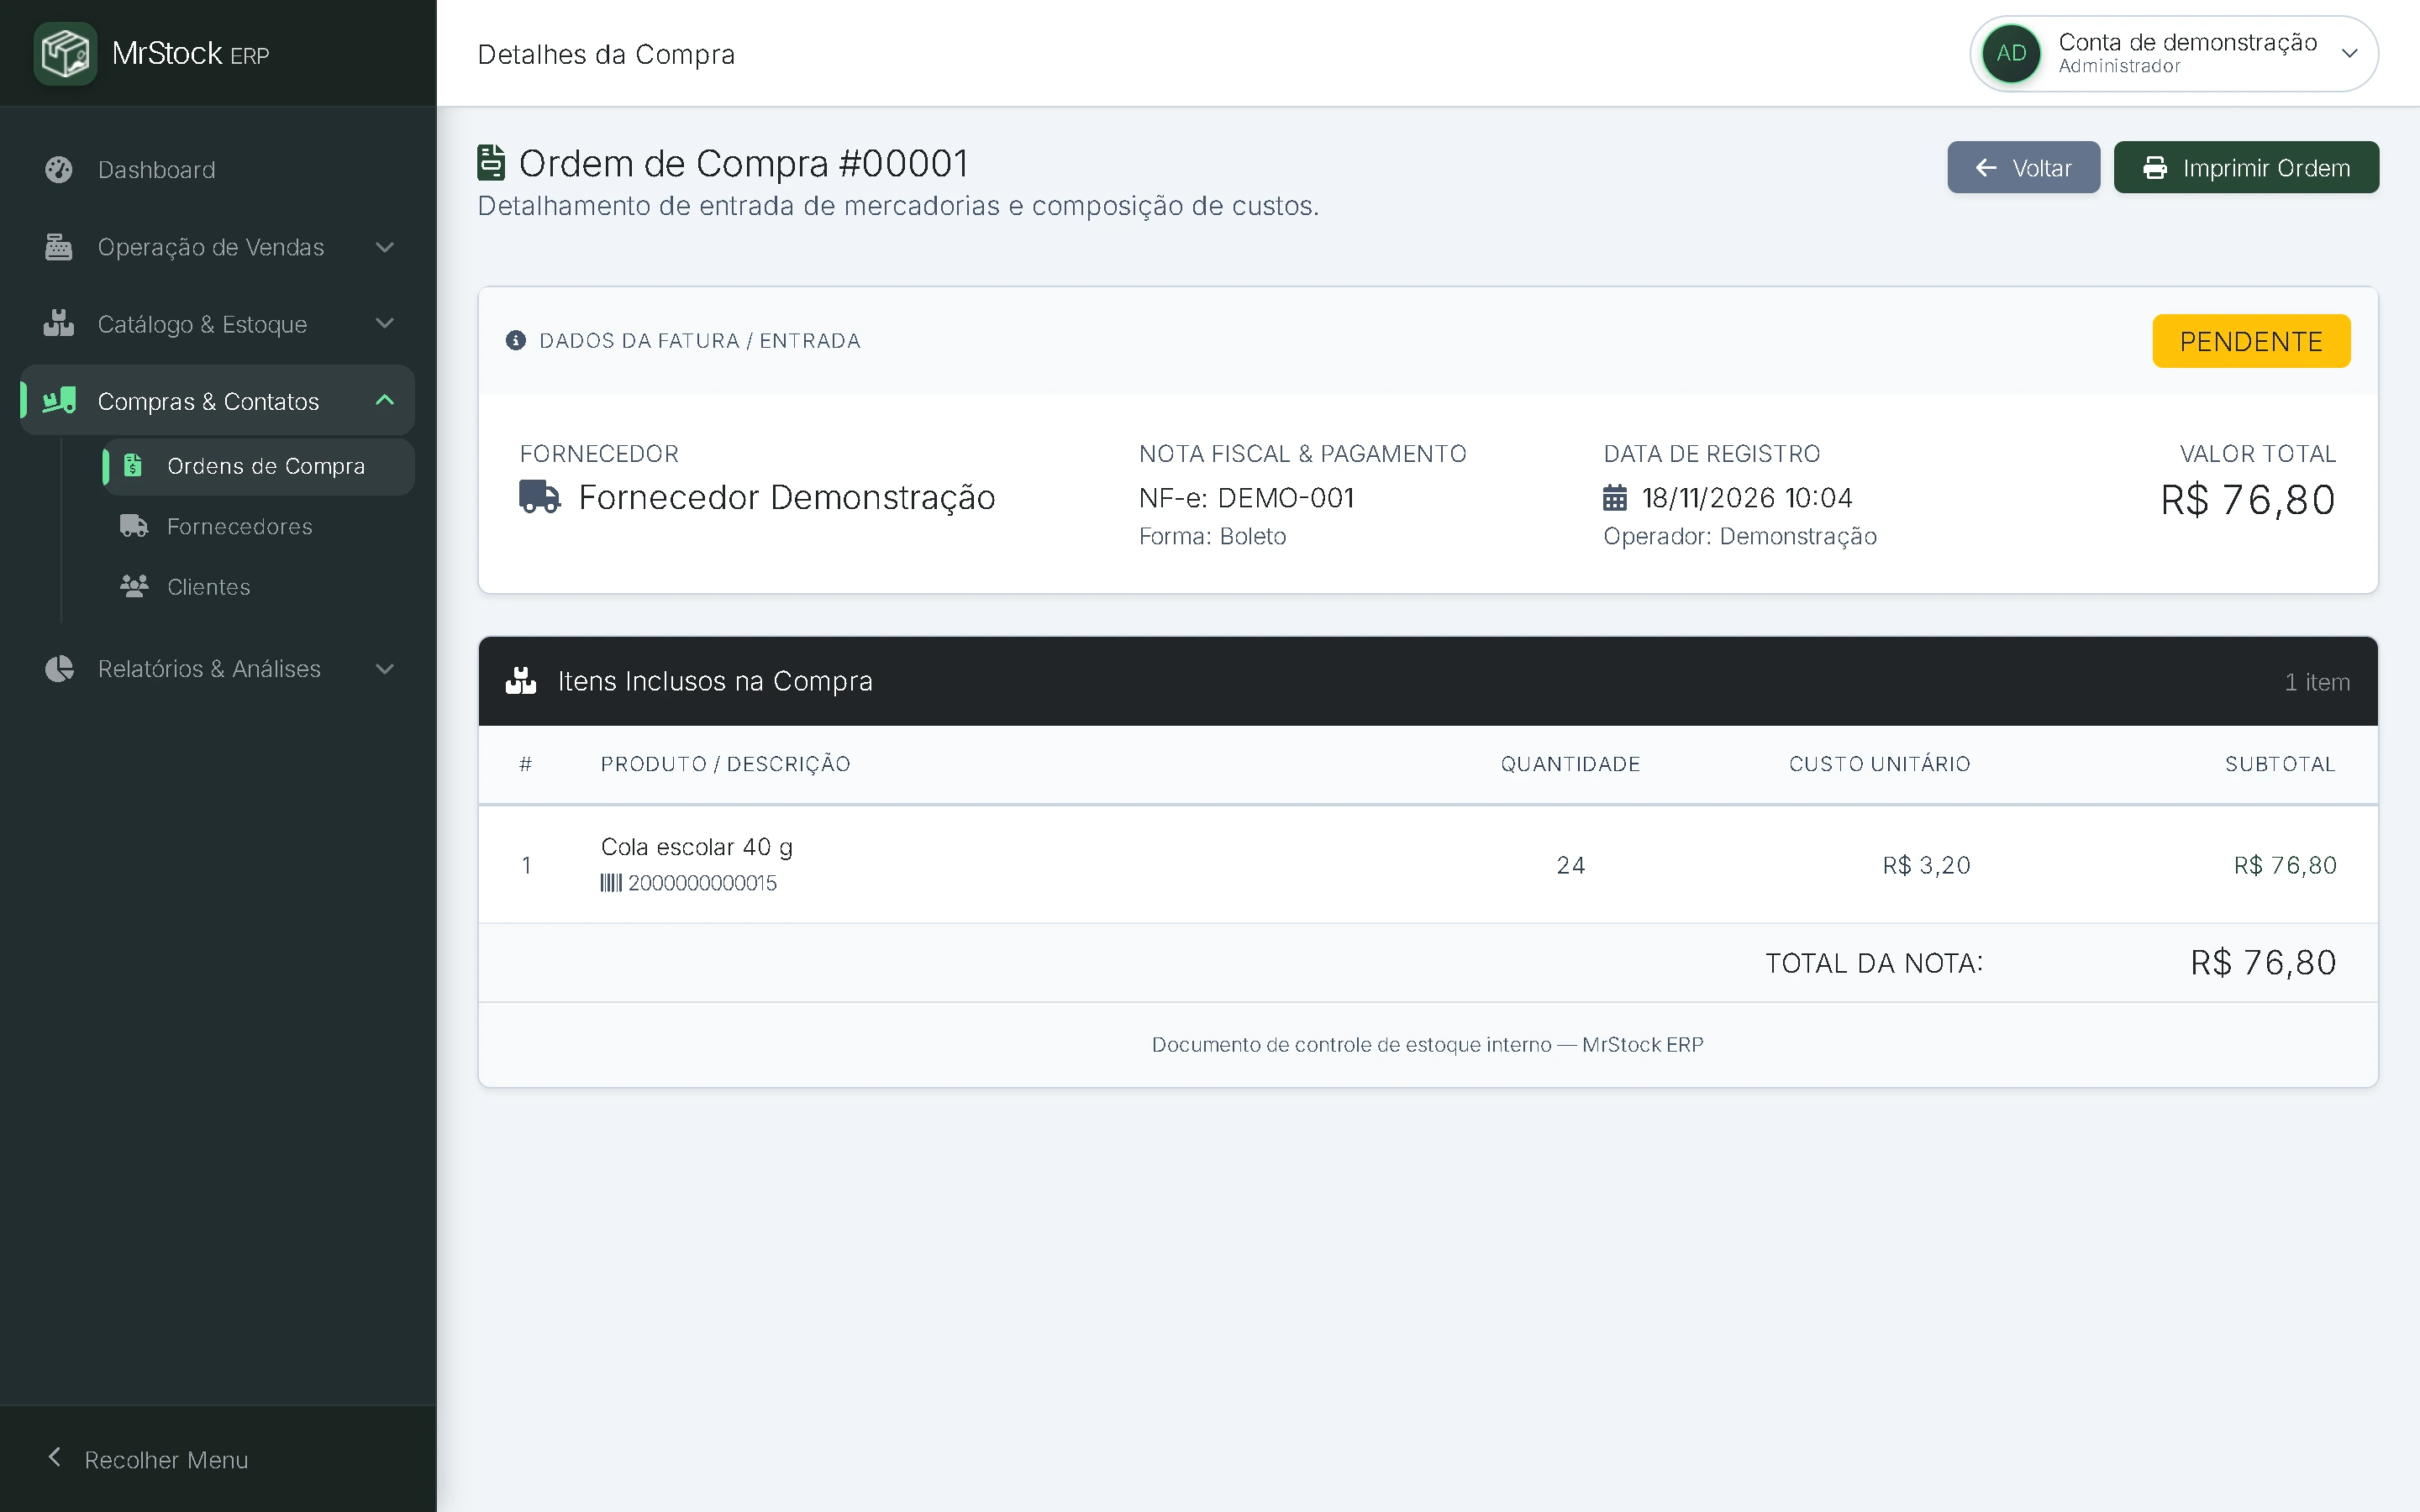 MrStock ERP
Dashboard
Operação de Vendas
Catálogo & Estoque
Compras & Contatos
Ordens de Compra
Fornecedores
Clientes
Relatórios & Análises
Recolher Menu
Detalhes da Compra
AD
Conta de demonstração
Administrador
Ordem de Compra #00001
Detalhamento de entrada de mercadorias e composição de custos.
Voltar
Imprimir Ordem
DADOS DA FATURA / ENTRADA
PENDENTE
FORNECEDOR
Fornecedor Demonstração
NOTA FISCAL & PAGAMENTO
NF-e: DEMO-001
Forma: Boleto
DATA DE REGISTRO
18/11/2026 10:04
Operador: Demonstração
VALOR TOTAL
R$ 76,80
Itens Inclusos na Compra
1 item
# PRODUTO / DESCRIÇÃO QUANTIDADE CUSTO UNITÁRIO SUBTOTAL
1 Cola escolar 40 g 24 R$ 3,20 R$ 76,80
2000000000015
TOTAL DA NOTA: R$ 76,80
Documento de controle de estoque interno — MrStock ERP